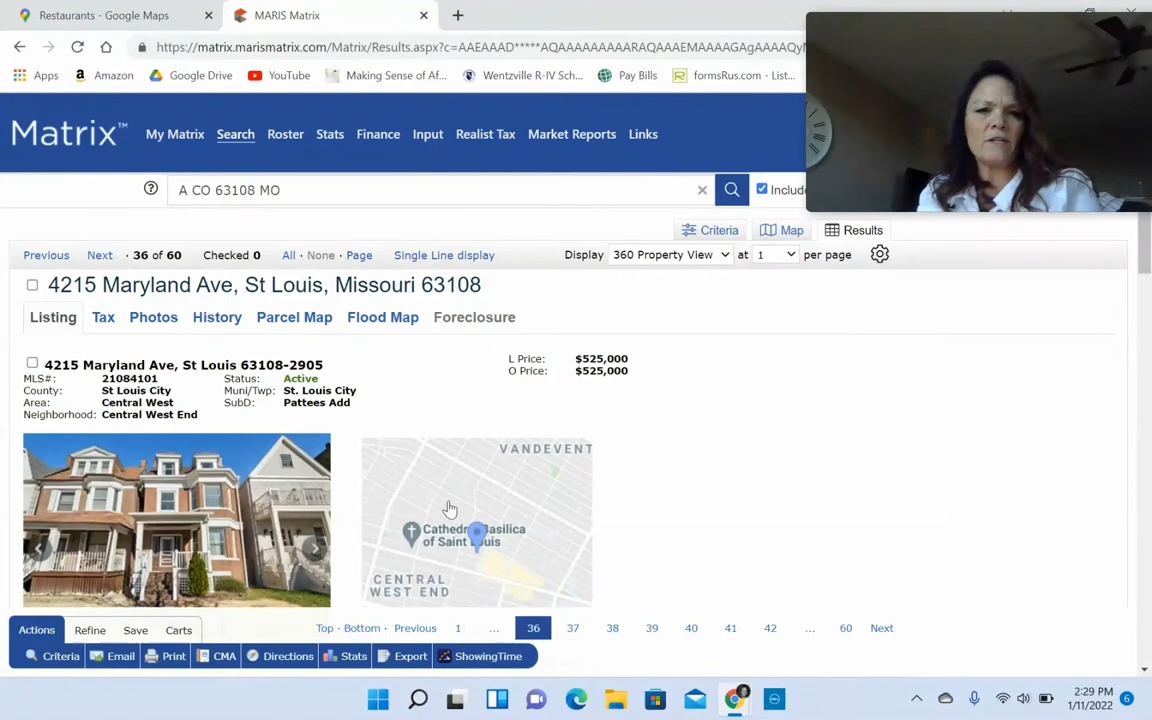 Restaurants - Google Maps
MARIS Matrix
https://matrix.marismatrix.com/Matrix/Results.aspx?c=AAEAAAD*****AQAAAAAAAAARAQAAAEMAAAAGAgAAAAQyM
Apps
Amazon
Google Drive
YouTube
Making Sense of Af...
Wentzville R-IV Sch...
Pay Bills
formsRus.com - List...
Matrix™
My Matrix
Search
Roster
Stats
Finance
Input
Realist Tax
Market Reports
Links
A CO 63108 MO
Include
Criteria
Map
Results
Previous Next · 36 of 60 Checked 0 All · None · Page Single Line display
Display 360 Property View at 1 per page
4215 Maryland Ave, St Louis, Missouri 63108
Listing Tax Photos History Parcel Map Flood Map Foreclosure
4215 Maryland Ave, St Louis 63108-2905
L Price: $525,000
O Price: $525,000
MLS#: 21084101 Status: Active
County: St Louis City Muni/Twp: St. Louis City
Area: Central West SubD: Pattees Add
Neighborhood: Central West End
VANDEVENT
Cathedr Basilica
of Saint Louis
CENTRAL
WEST END
Actions Refine Save Carts
Top · Bottom · Previous 1 ... 36 37 38 39 40 41 42 ... 60 Next
Criteria Email Print CMA Directions Stats Export ShowingTime
2:29 PM
1/11/2022
6